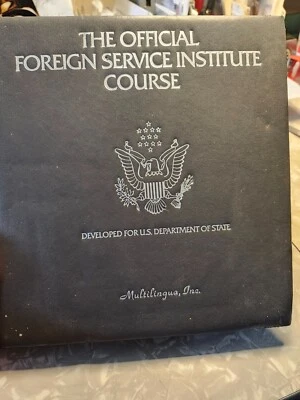 THE OFFICIAL
FOREIGN SERVICE INSTITUTE
COURSE
DEVELOPED FOR U.S. DEPARTMENT OF STATE
Multilingua, Inc.